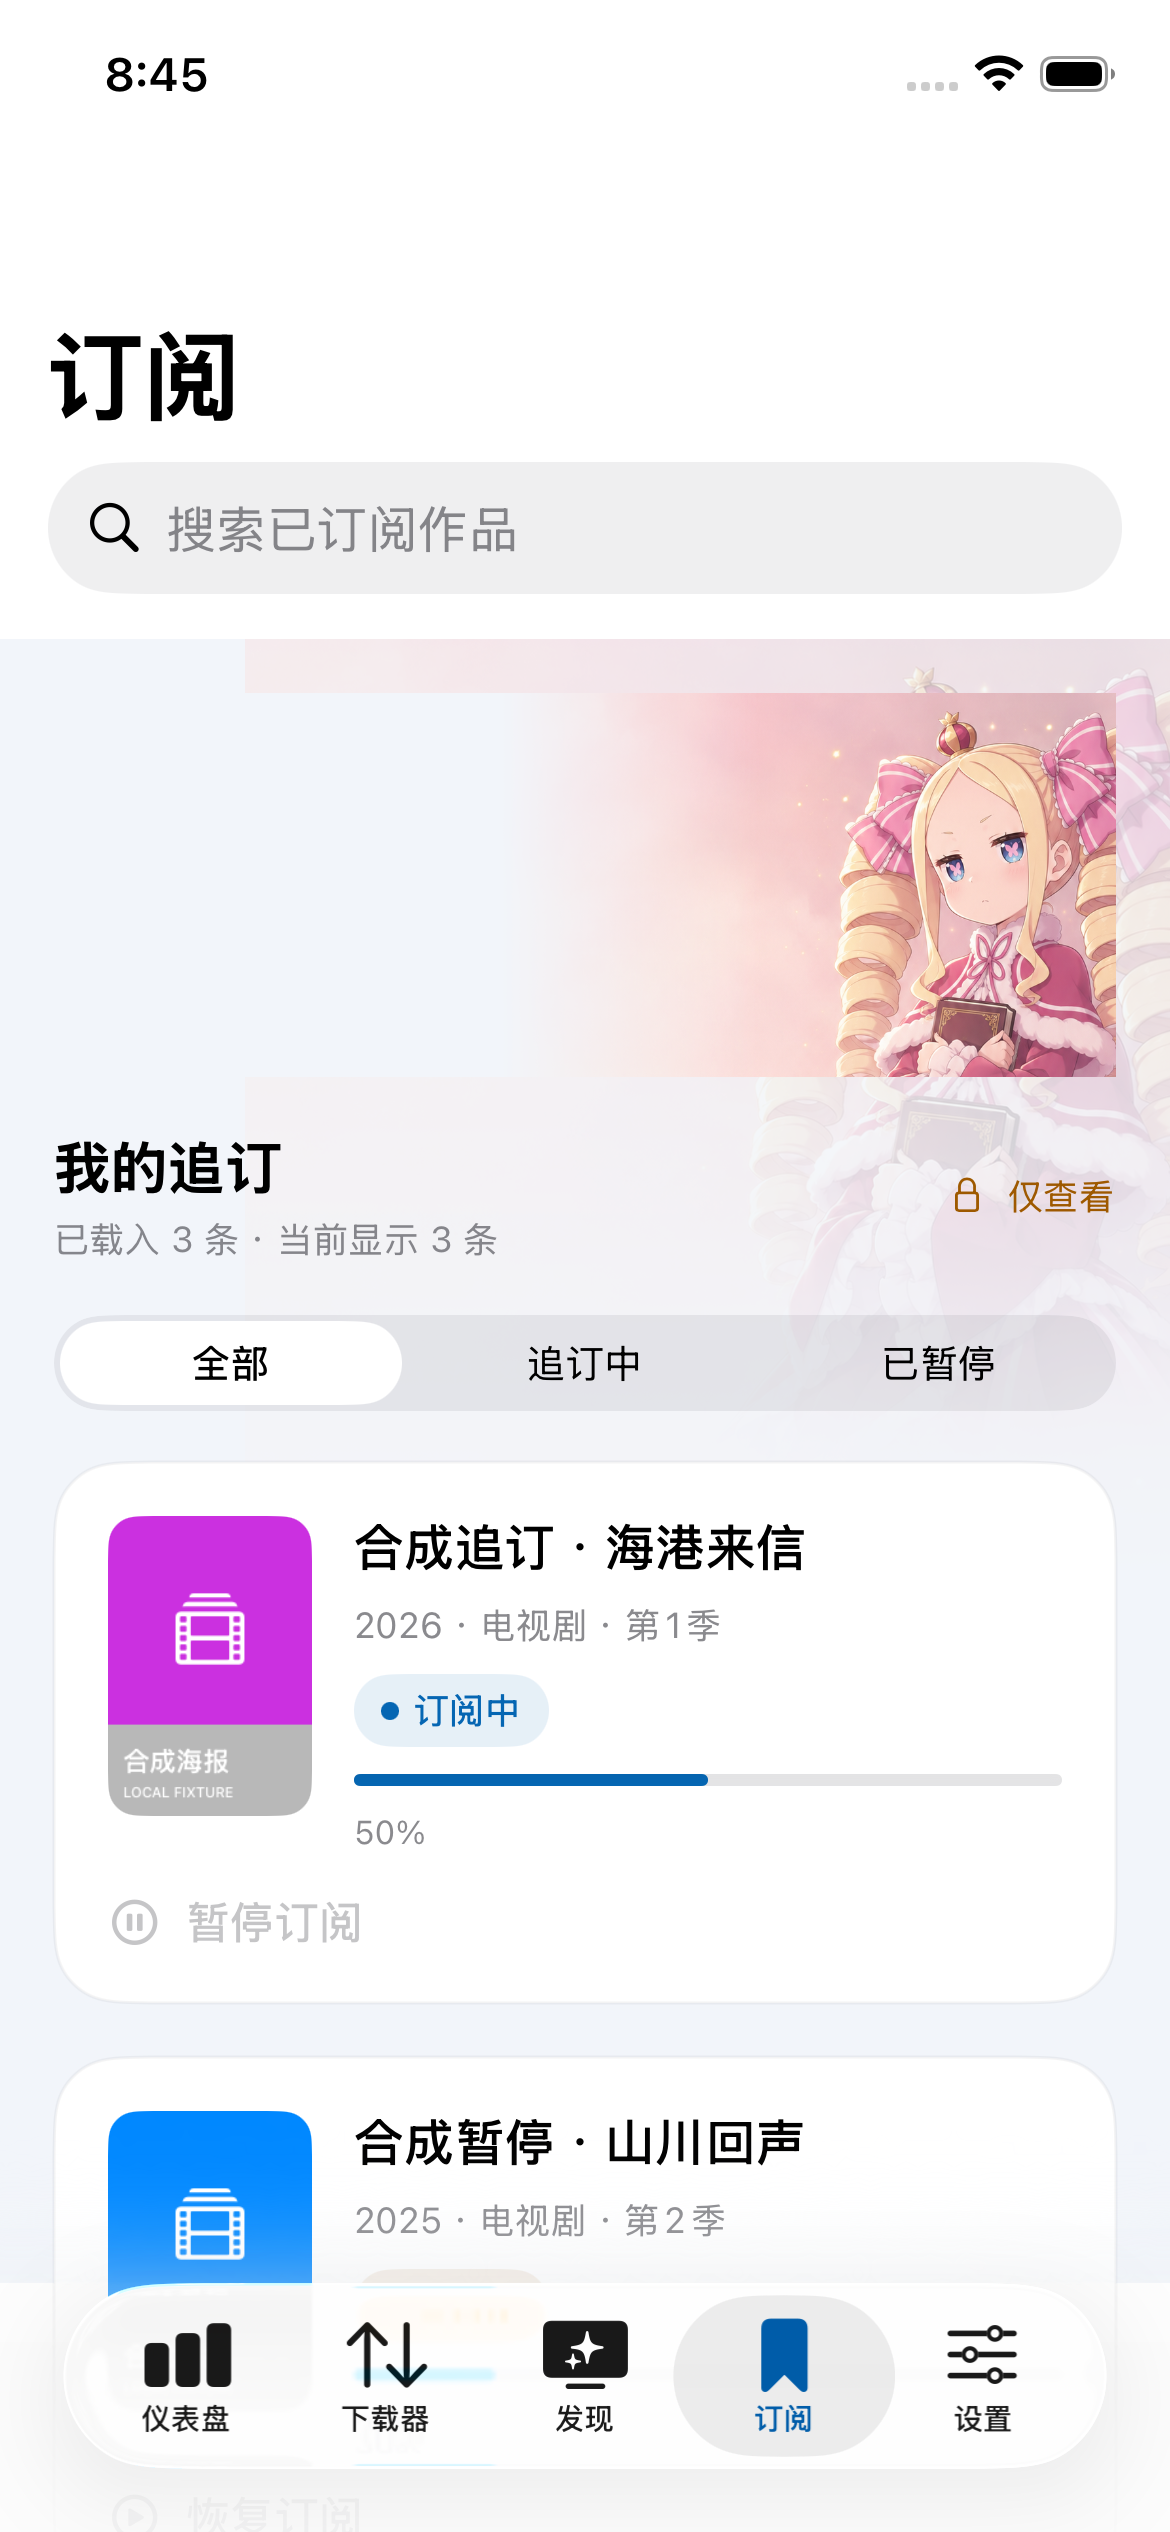 8:45
订阅
搜索已订阅作品
我的追订
已载入 3 条 · 当前显示 3 条
仅查看
全部
追订中
已暂停
合成追订 · 海港来信
2026 · 电视剧 · 第1季
订阅中
合成海报
LOCAL FIXTURE
50%
暂停订阅
合成暂停 · 山川回声
2025 · 电视剧 · 第2季
仪表盘
下载器
发现
订阅
设置
恢复订阅